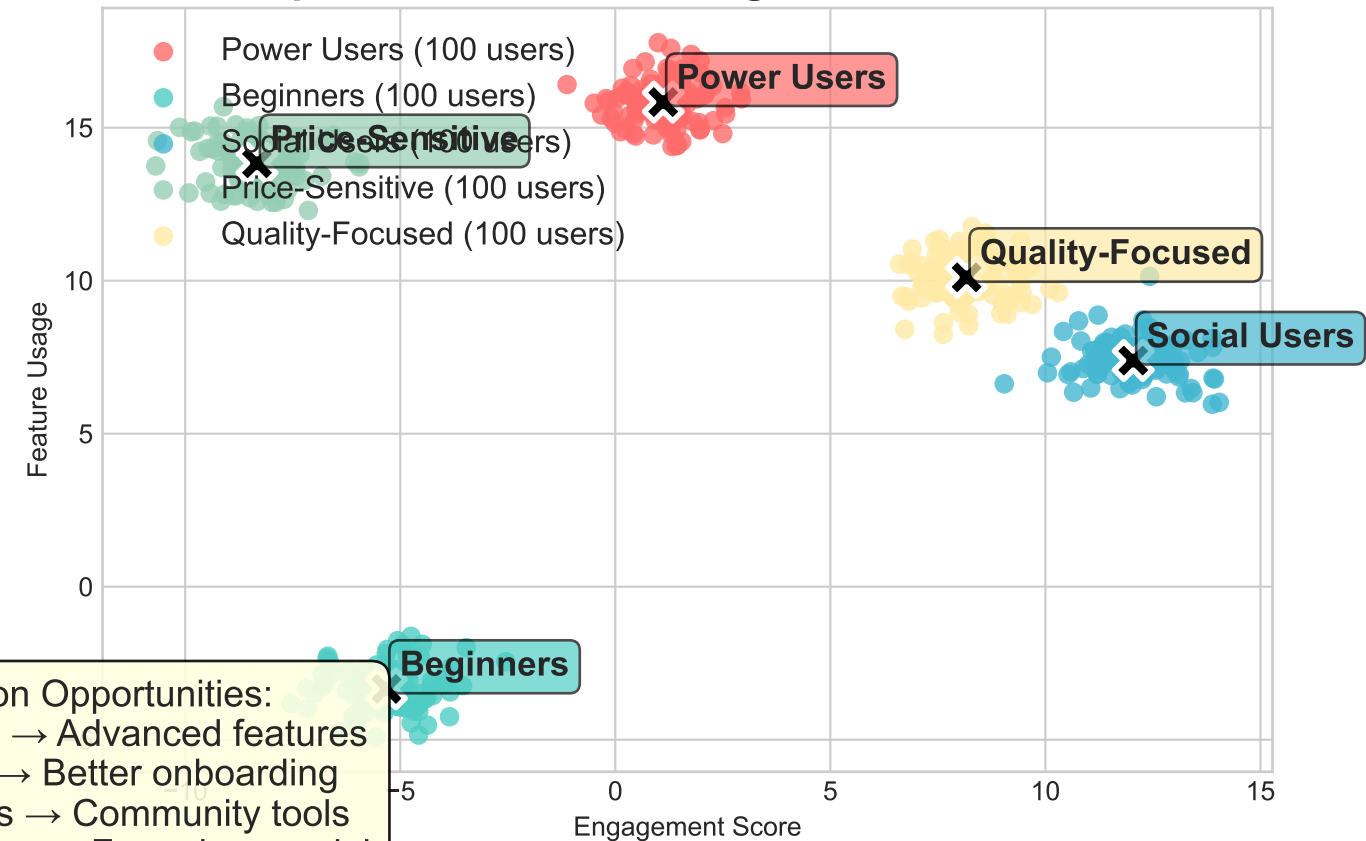 Power Users (100 users)
Beginners (100 users)
Social Users (100 users)
Price-Sensitive (100 users)
Quality-Focused (100 users)
Power Users
Price-Sensitive
Quality-Focused
Social Users
Beginners
Feature Usage
15
10
5
0
on Opportunities:
→ Advanced features
→ Better onboarding
s → Community tools
−10
−5
0
5
10
15
Engagement Score